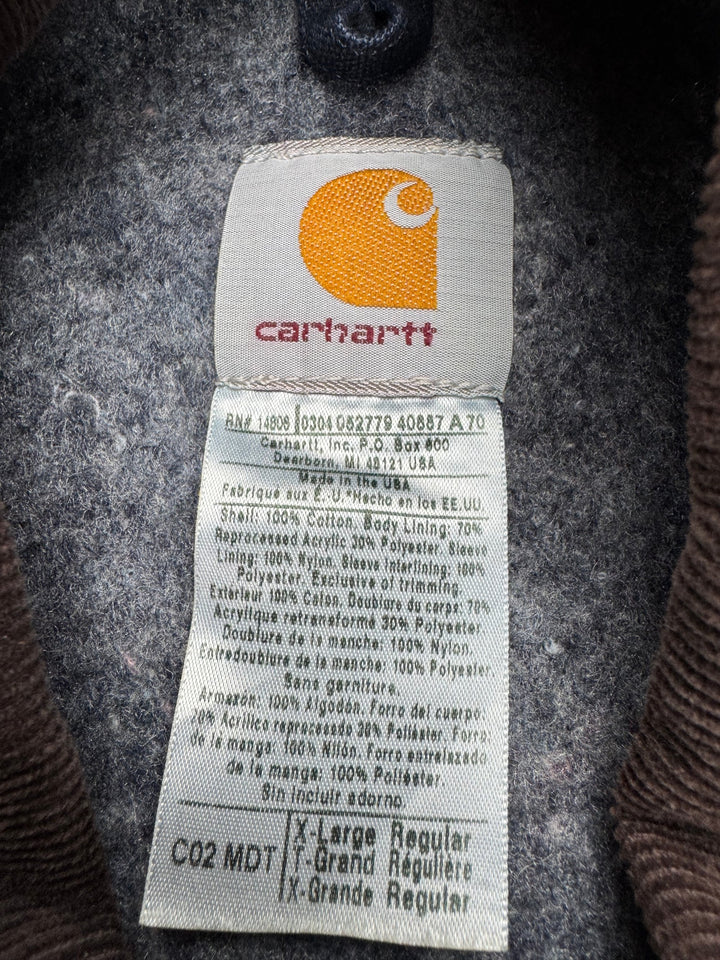 carhartt
RN# 14806 0304 052779 40887 A 70
Carhartt, Inc. P.O. Box 600
Dearborn, MI 48121 USA
Made in the USA
Fabriqué aux É.-U.*Hecho en los EE.UU.
Shell: 100% Cotton. Body Lining: 70%
Reprocessed Acrylic 30% Polyester. Sleeve
Lining: 100% Nylon. Sleeve Interlining: 100%
Polyester. Exclusive of trimming.
Exterieur 100% Coton. Doublure du corps: 70%
Acrylique retransformé 30% Polyester.
Doublure de la manche: 100% Nylon.
Entredoublure de la manche: 100% Polyester.
Sans garniture.
Armazón: 100% Algodón. Forro del cuerpo:
70% Acrílico reprocesado 30% Poliéster. Forro
de la manga: 100% Nilón. Forro entrelazado
de la manga: 100% Poliéster.
Sin incluir adorno.
C02 MDT
X-Large Regular
T-Grand Régulière
X-Grande Regular